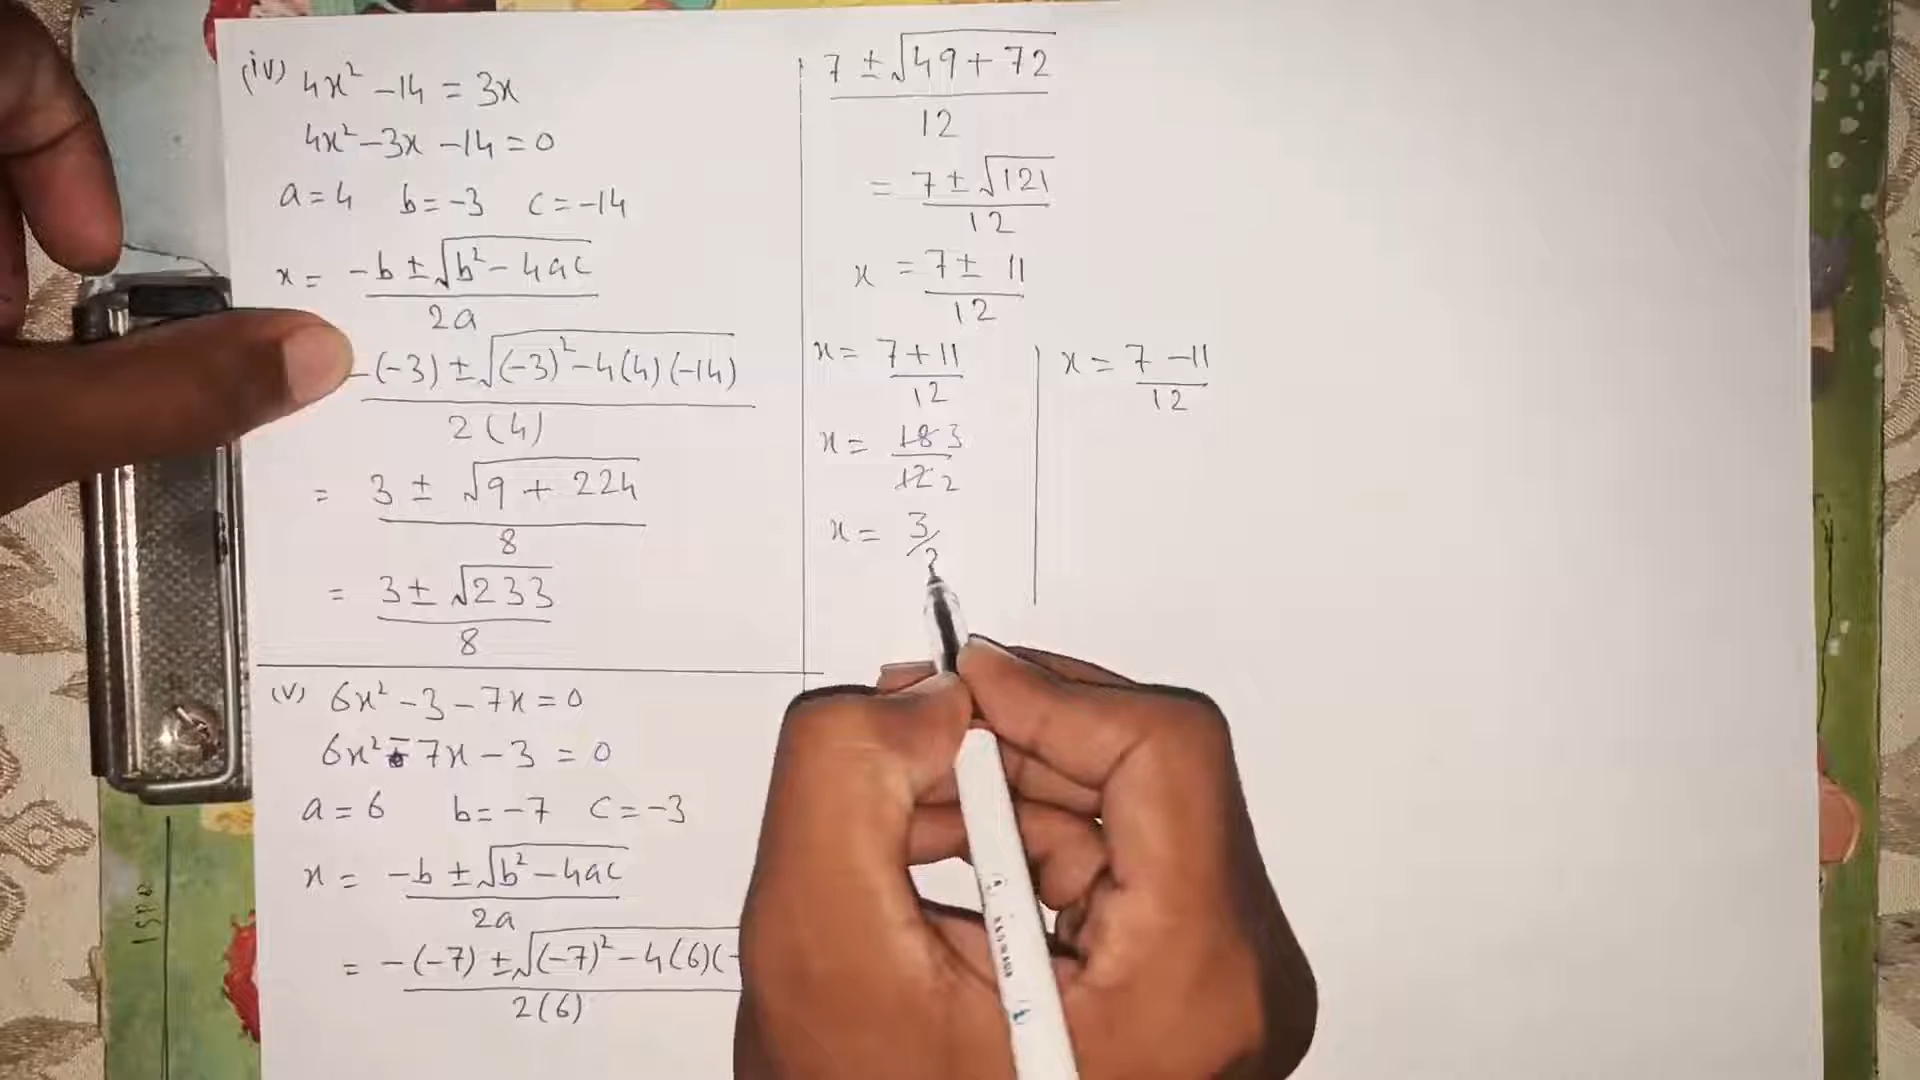 (iv) 4x² - 14 = 3x
4x² - 3x - 14 = 0
a = 4 b = -3 c = -14
x = -b ± √b² - 4ac
2a
-(-3) ± √(-3)² - 4(4)(-14)
2(4)
= 3 ± √9 + 224
8
= 3 ± √233
8
(v) 6x² - 3 - 7x = 0
6x² - 7x - 3 = 0
a = 6 b = -7 c = -3
x = -b ± √b² - 4ac
2a
= -(-7) ± √(-7)² - 4(6)(-
2(6)
7 ± √49 + 72
12
= 7 ± √121
12
x = 7 ± 11
12
x = 7 + 11
12
x = 18 3
12 2
x = 3/2
x = 7 - 11
12